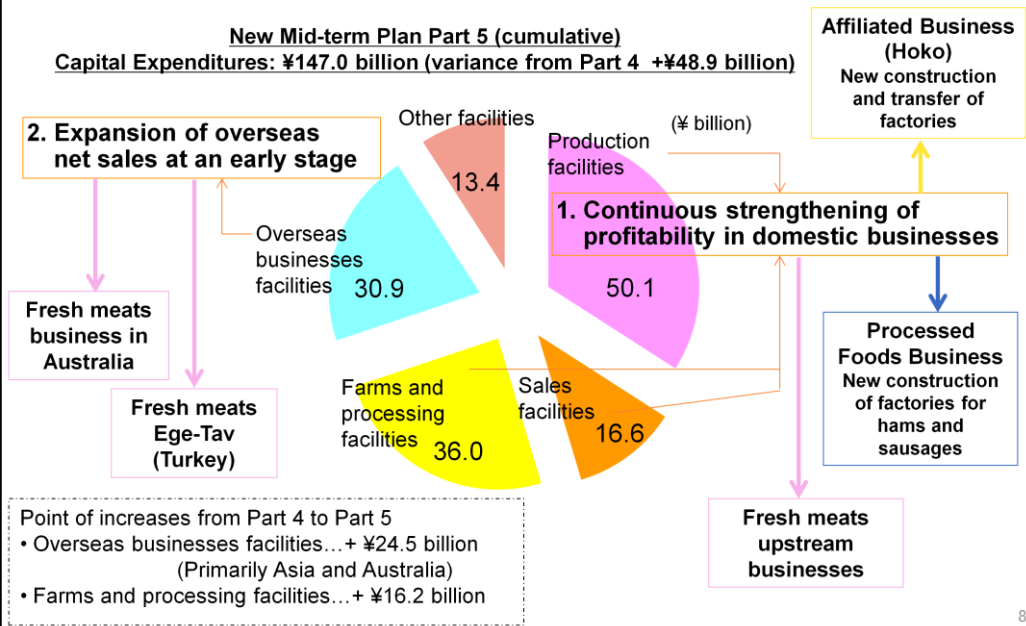 New Mid-term Plan Part 5 (cumulative)
Capital Expenditures: ¥147.0 billion (variance from Part 4  +¥48.9 billion)
Affiliated Business
(Hoko)
New construction
and transfer of
factories
2. Expansion of overseas
net sales at an early stage
Other facilities
13.4
(¥ billion)
Production
facilities
50.1
1. Continuous strengthening of
profitability in domestic businesses
Overseas
businesses
facilities
30.9
Fresh meats
business in
Australia
Fresh meats
Ege-Tav
(Turkey)
Farms and
processing
facilities
36.0
Sales
facilities
16.6
Processed
Foods Business
New construction
of factories for
hams and
sausages
Fresh meats
upstream
businesses
Point of increases from Part 4 to Part 5
• Overseas businesses facilities…+ ¥24.5 billion
(Primarily Asia and Australia)
• Farms and processing facilities…+ ¥16.2 billion
8